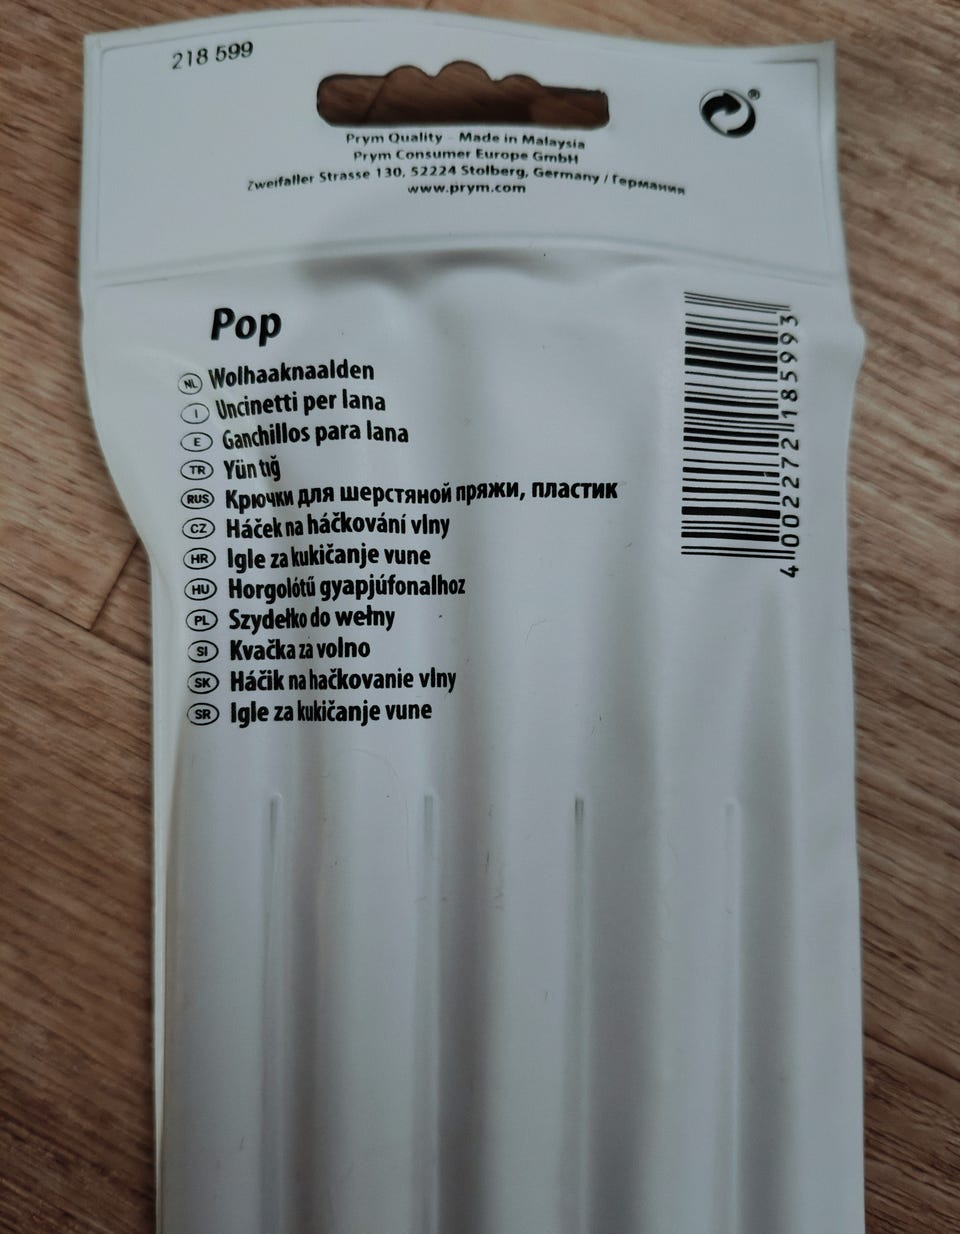 218 599
®
Prym Quality - Made in Malaysia
Prym Consumer Europe GmbH
Zweifaller Strasse 130, 52224 Stolberg, Germany / Германия
www.prym.com
Pop
NL Wolhaaknaalden
I Uncinetti per lana
E Ganchillos para lana
TR Yün tığ
RUS Крючки для шерстяной пряжи, пластик
CZ Háček na háčkování vlny
HR Igle za kukičanje vune
HU Horgolótű gyapjúfonalhoz
PL Szydełko do wełny
SI Kvačka za volno
SK Háčik na hačkovanie vlny
SR Igle za kukičanje vune
4 002272 185993